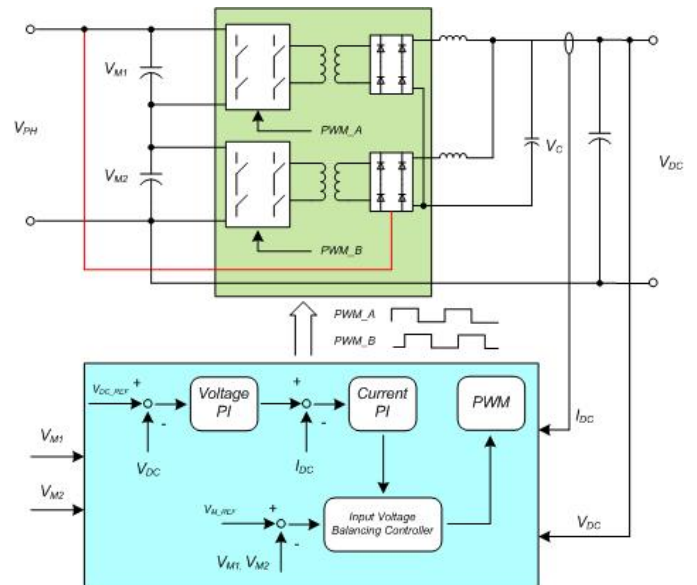 V_M1
PWM_A
V_PH
V_C
V_M2
V_DC
PWM_B
PWM_A
PWM_B
V_DC_REF
+
-
Voltage
PI
+
-
Current
PI
PWM
I_DC
V_M1
V_DC
I_DC
V_M2
V_M_REF
+
-
Input Voltage
Balancing Controller
V_DC
V_M1, V_M2